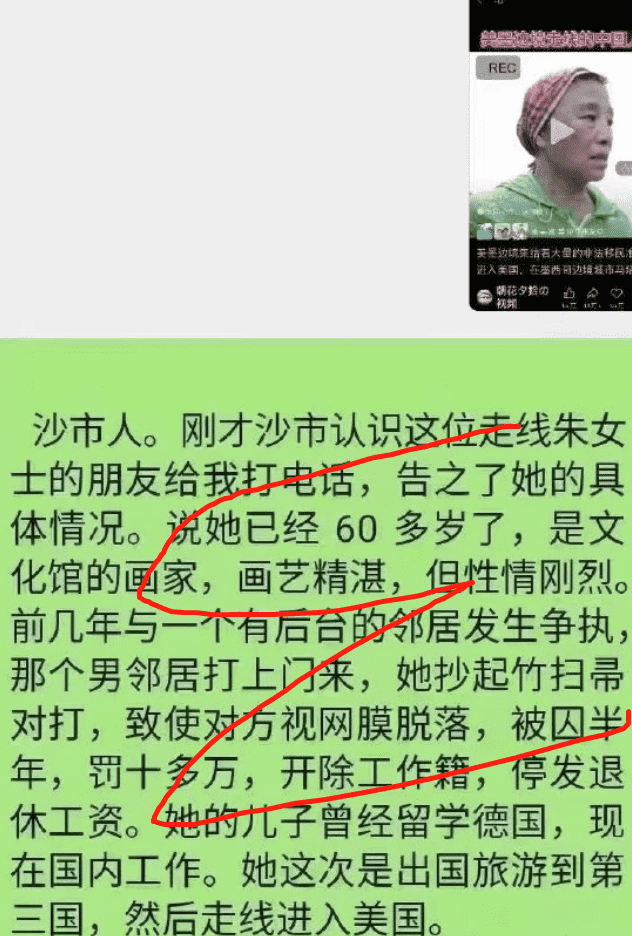 美墨边境走线的中国人
REC
美墨边境集结着大量的非法移民准
进入美国，在墨西哥边境城市马塔
朝花夕拾の
视频
沙市人。刚才沙市认识这位走线朱女
士的朋友给我打电话，告之了她的具
体情况。说她已经 60 多岁了，是文
化馆的画家，画艺精湛，但性情刚烈。
前几年与一个有后台的邻居发生争执，
那个男邻居打上门来，她抄起竹扫帚
对打，致使对方视网膜脱落，被囚半
年，罚十多万，开除工作籍，停发退
休工资。她的儿子曾经留学德国，现
在国内工作。她这次是出国旅游到第
三国，然后走线进入美国。